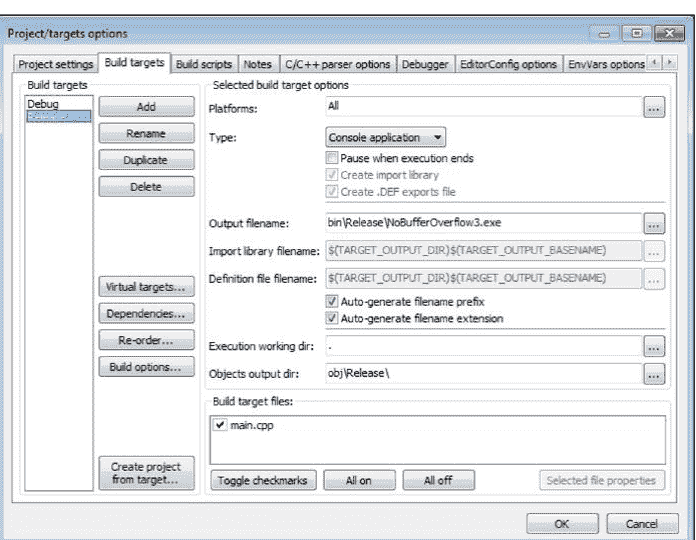 Project/targets options
Project settings Build targets Build scripts Notes C/C++ parser options Debugger EditorConfig options EnVars options
Build targets
Debug
Add
Rename
Duplicate
Delete
Virtual targets...
Dependencies...
Re-order...
Build options...
Create project
from target...
Selected build target options
Platforms: All ...
Type: Console application
Pause when execution ends
Create import library
Create .DEF exports file
Output filename: bin\Release\NoBufferOverflow3.exe ...
Import library filename: $(TARGET_OUTPUT_DIR)$(TARGET_OUTPUT_BASENAME) ...
Definition file filename: $(TARGET_OUTPUT_DIR)$(TARGET_OUTPUT_BASENAME) ...
Auto-generate filename prefix
Auto-generate filename extension
Execution working dir: . ...
Objects output dir: obj\Release\ ...
Build target files:
main.cpp
Toggle checkmarks All on All off Selected file properties
OK Cancel